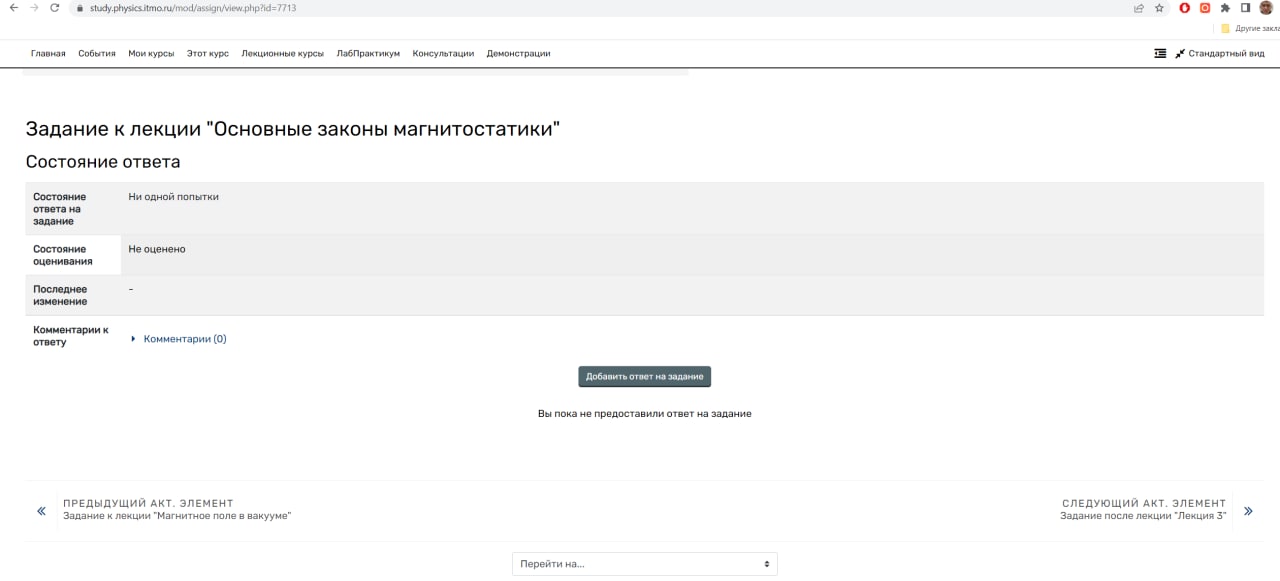 study.physics.itmo.ru/mod/assign/view.php?id=7713
Другие закла
Главная События Мои курсы Этот курс Лекционные курсы ЛабПрактикум Консультации Демонстрации Стандартный вид
Задание к лекции "Основные законы магнитостатики"
Состояние ответа
Состояние ответа на задание
Ни одной попытки
Состояние оценивания
Не оценено
Последнее изменение
-
Комментарии к ответу
Комментарии (0)
Добавить ответ на задание
Вы пока не предоставили ответ на задание
ПРЕДЫДУЩИЙ АКТ. ЭЛЕМЕНТ
Задание к лекции "Магнитное поле в вакууме"
СЛЕДУЮЩИЙ АКТ. ЭЛЕМЕНТ
Задание после лекции "Лекция 3"
Перейти на...